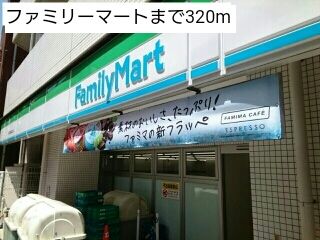 ファミリーマートまで320m
FamilyMart
素材のおいしさ、たっぷり!
ファミマの新フラッペ
FAMIMA CAFÉ
ESPRESSO